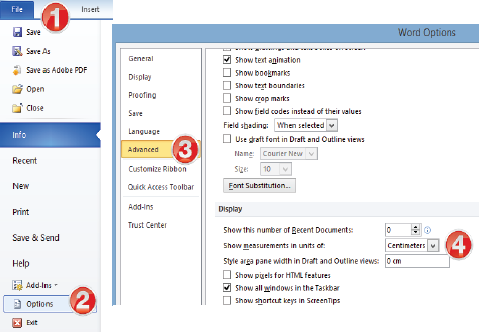 File
1
Insert
Save
Save As
Save as Adobe PDF
Open
Close
Info
Recent
New
Print
Save & Send
Help
Add-Ins
Options
2
Exit
Word Options
General
Display
Proofing
Save
Language
Advanced
3
Customize Ribbon
Quick Access Toolbar
Add-Ins
Trust Center
Show text animation
Show bookmarks
Show text boundaries
Show crop marks
Show field codes instead of their values
Field shading: When selected
Use draft font in Draft and Outline views
Name: Courier New
Size: 10
Font Substitution...
Display
Show this number of Recent Documents: 0
Show measurements in units of: Centimeters
4
Style area pane width in Draft and Outline views: 0 cm
Show pixels for HTML features
Show all windows in the Taskbar
Show shortcut keys in ScreenTips